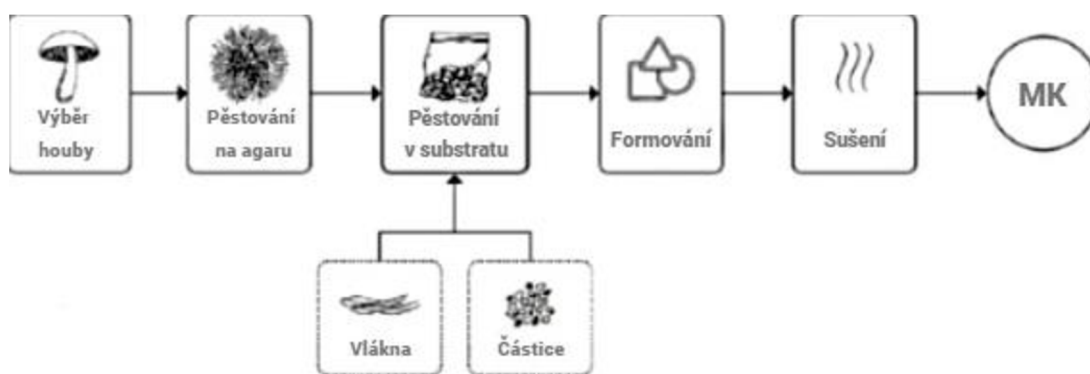 Výběr
houby
Pěstování
na agaru
Pěstování
v substratu
Formování
Sušení
MK
Vlákna
Částice